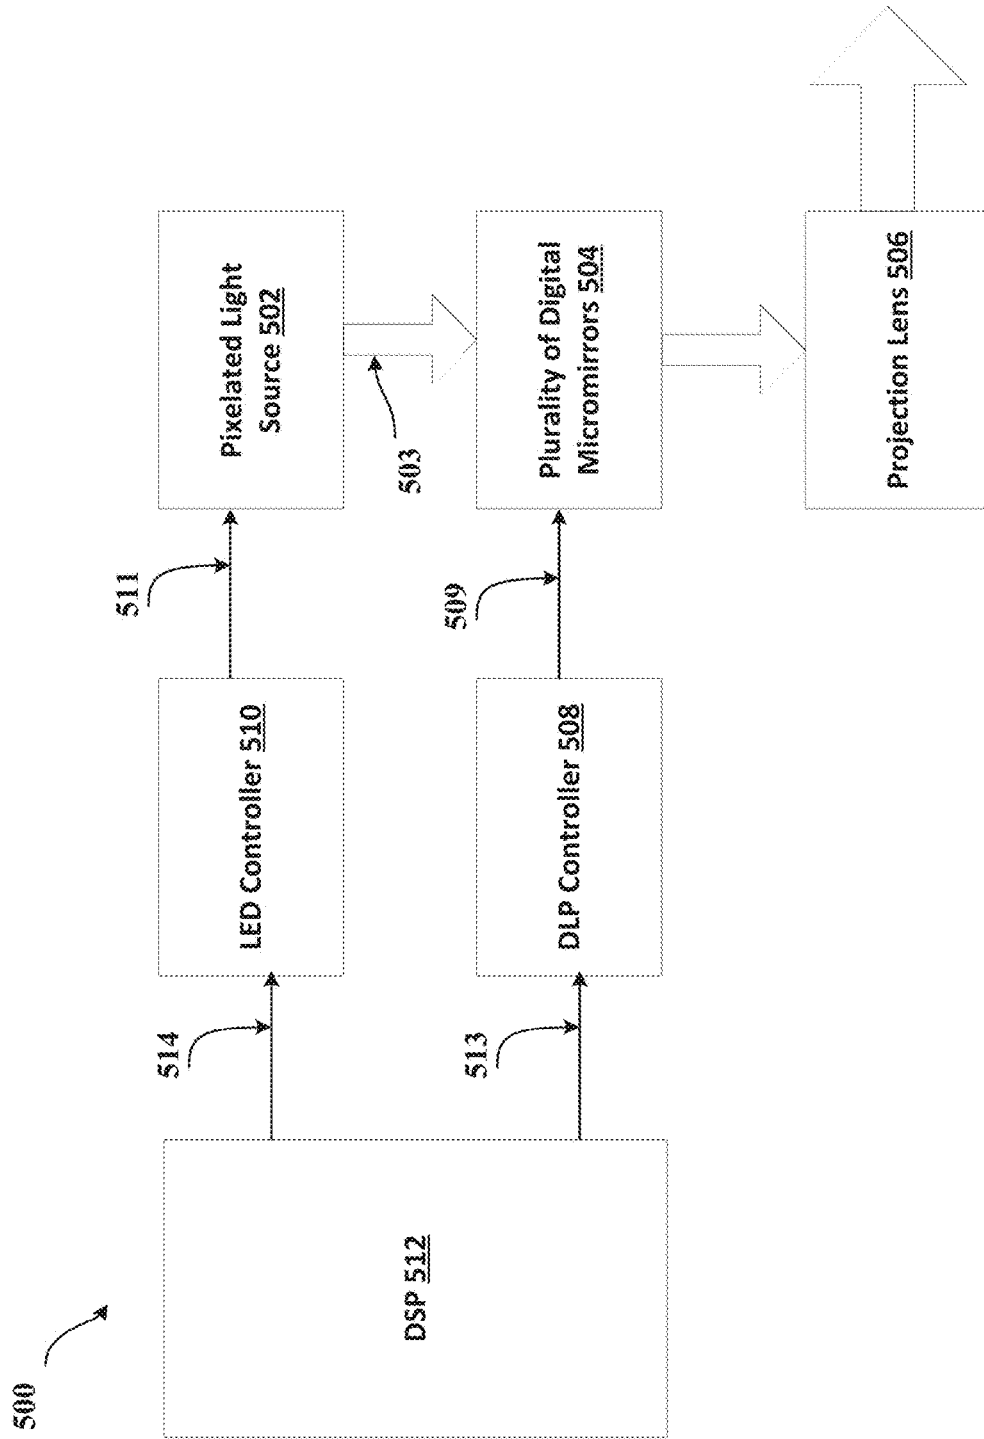 500
DSP 512
514
513
LED Controller 510
DLP Controller 508
511
509
Pixelated Light
Source 502
503
Plurality of Digital
Micromirrors 504
Projection Lens 506